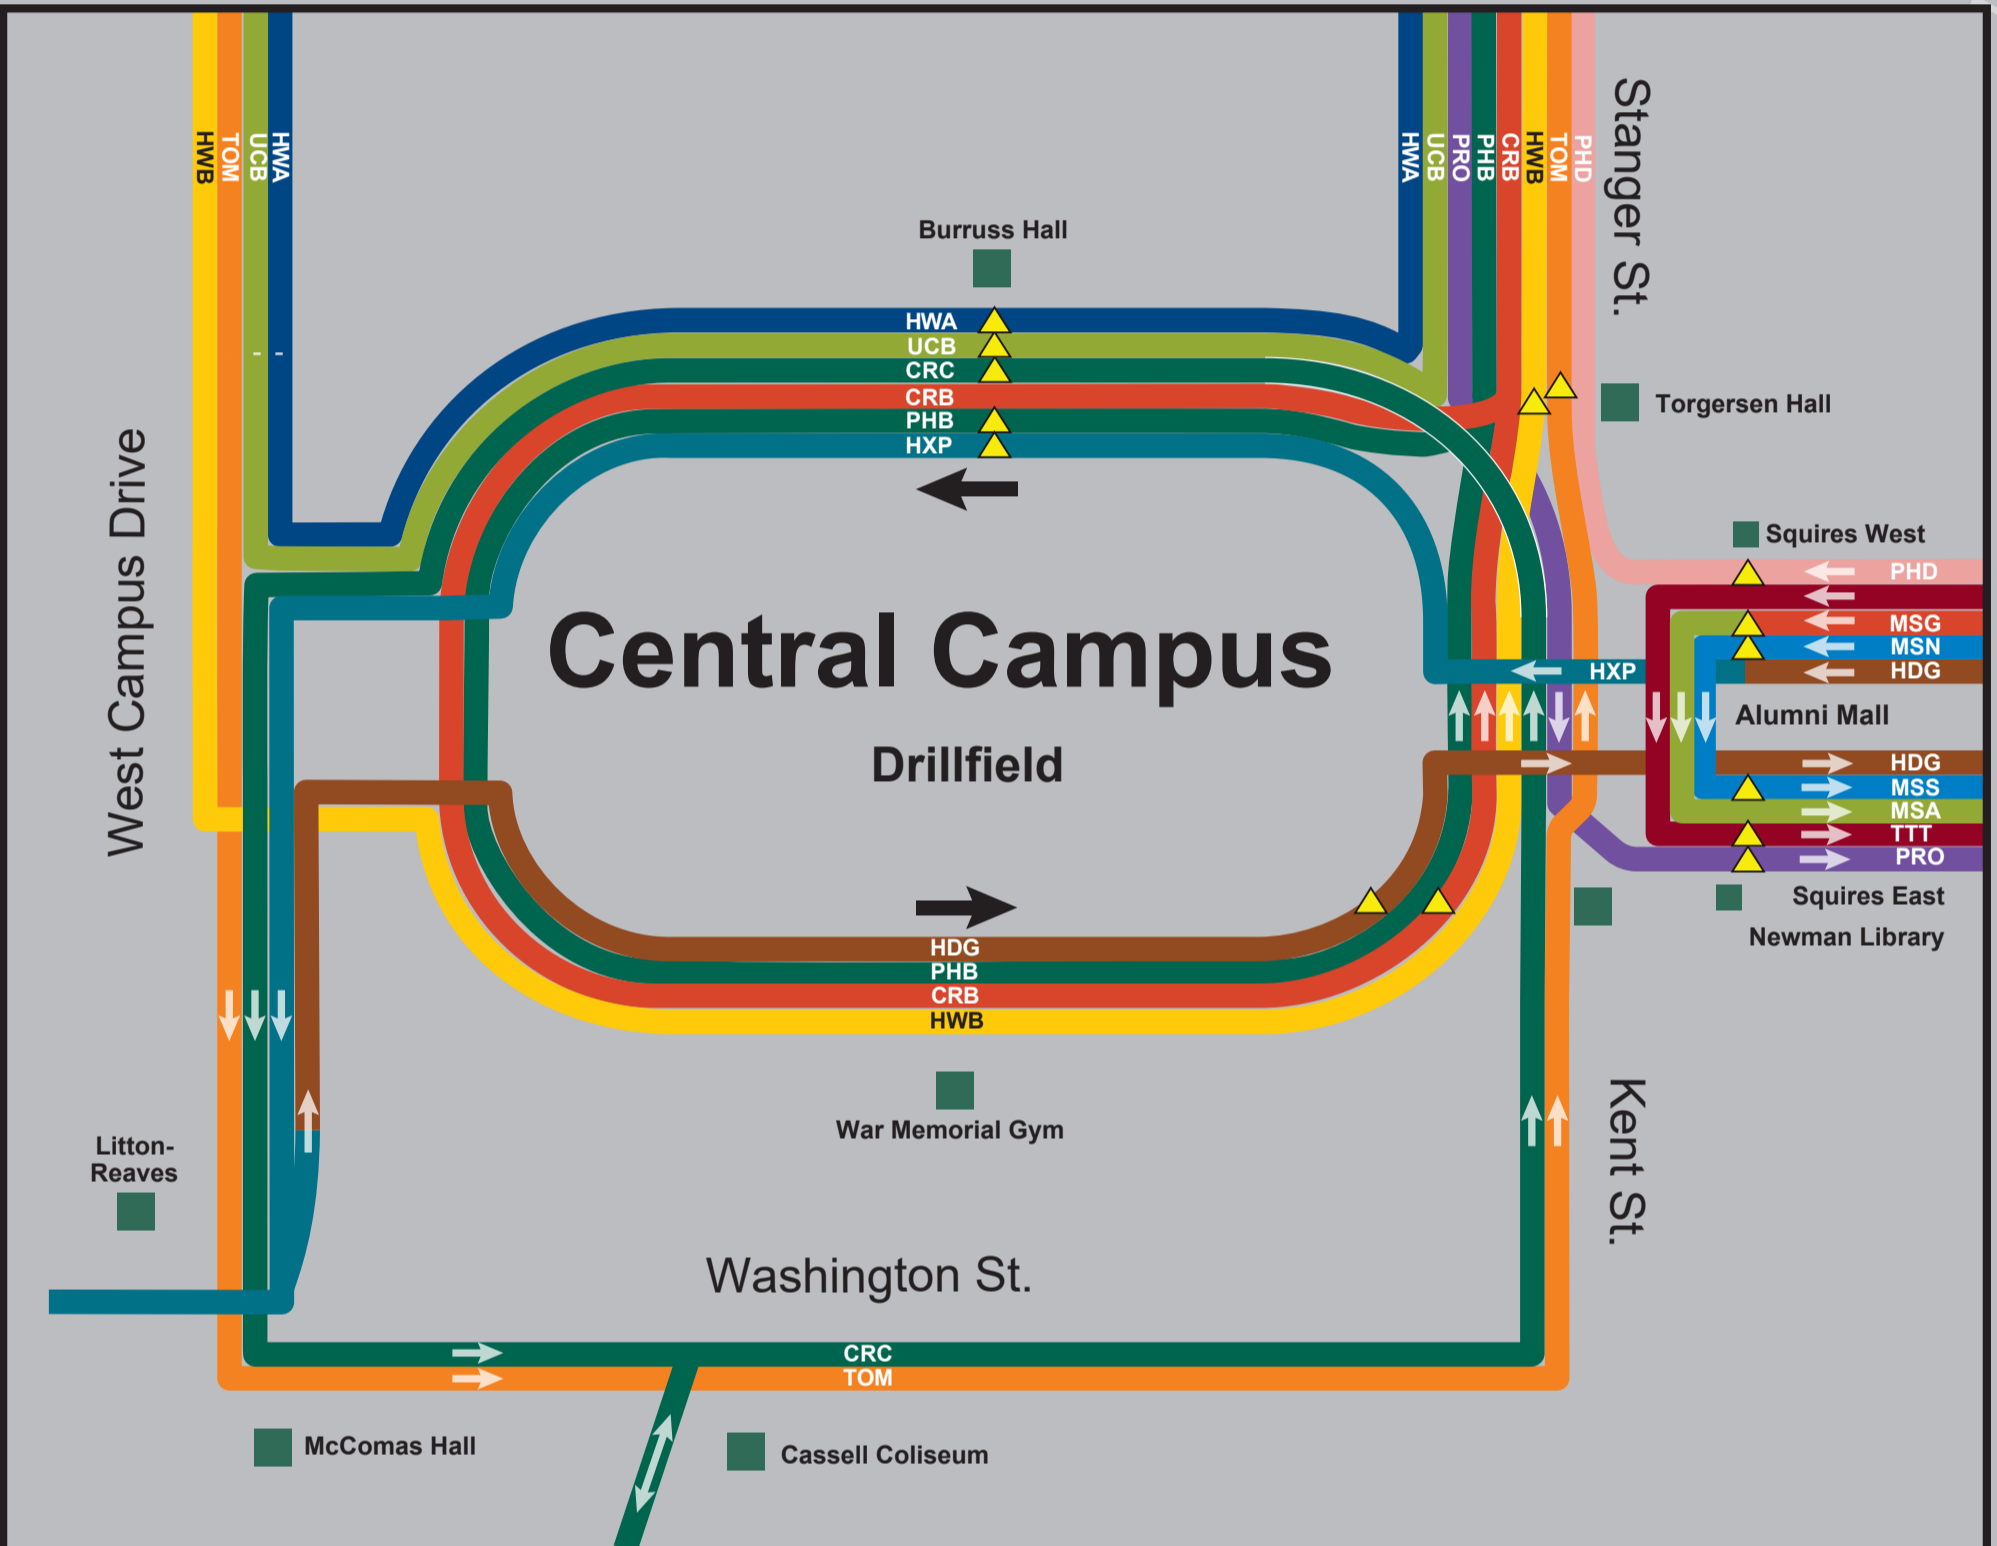 HWB
TOM
UCB
HWA
HWA
UCB
PRO
PHB
CRB
HWB
TOM
PHD
Stanger St.
Burruss Hall
HWA
UCB
CRC
CRB
PHB
HXP
Torgersen Hall
West Campus Drive
Squires West
PHD
MSG
MSN
HDG
HXP
Central Campus
Drillfield
Alumni Mall
HDG
MSS
MSA
TTT
PRO
Squires East
Newman Library
HDG
PHB
CRB
HWB
War Memorial Gym
Kent St.
Litton-
Reaves
Washington St.
CRC
TOM
McComas Hall
Cassell Coliseum